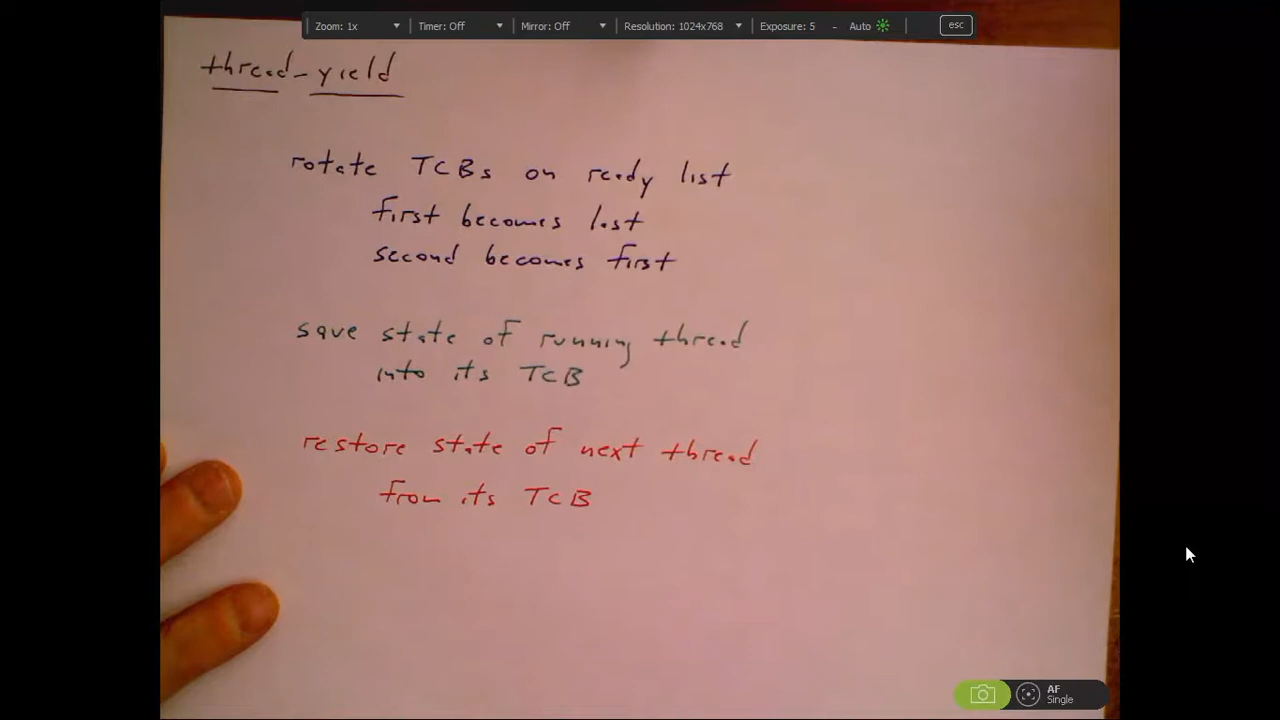 Zoom: 1x Timer: Off Mirror: Off Resolution: 1024x768 Exposure: 5 - Auto esc
thread-yield
rotate TCBs on ready list
first becomes last
second becomes first
save state of running thread
into its TCB
restore state of next thread
from its TCB
AF
Single